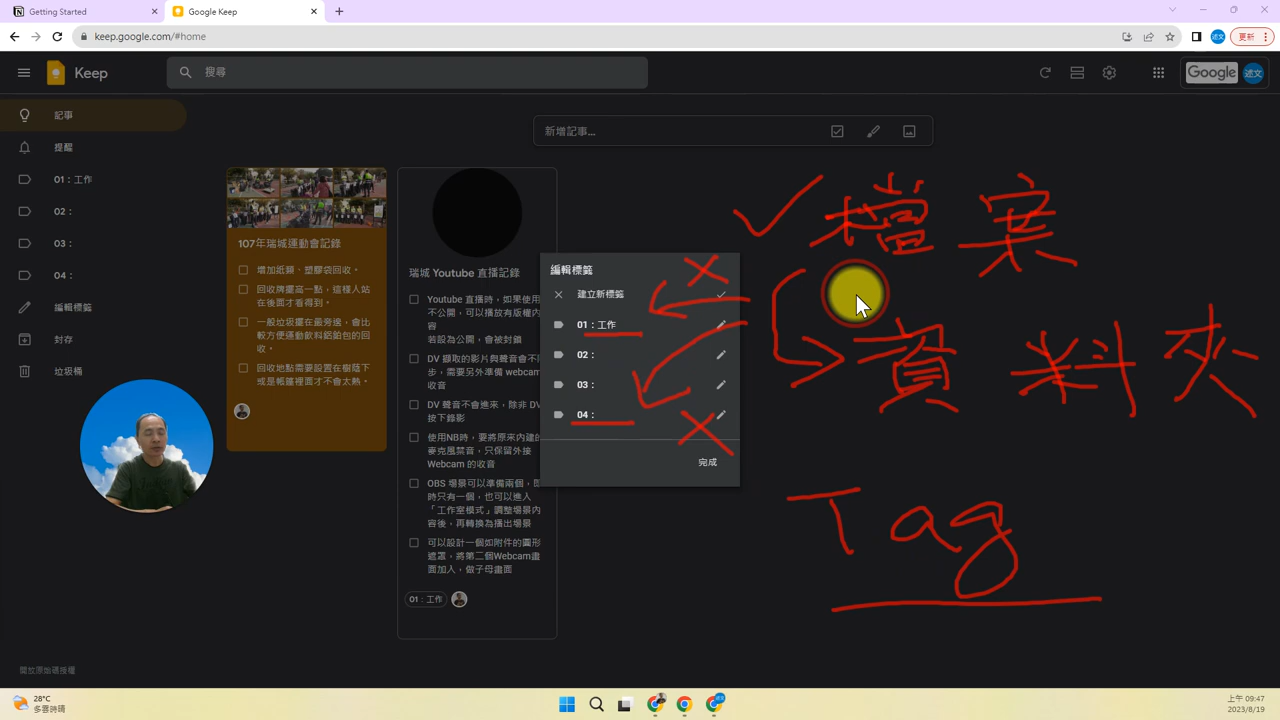 Getting Started
Google Keep
keep.google.com/#home
述文
更新
Keep
搜尋
Google
述文
記事
提醒
01：工作
02：
03：
04：
編輯標籤
封存
垃圾桶
新增記事...
107年瑞城運動會記錄
增加紙類、塑膠袋回收。
回收牌擺高一點，這樣人站
在後面才看得到。
一般垃圾擺在最旁邊，會比
較方便運動飲料鋁鉑包的回
收。
回收地點需要設置在樹蔭下
或是帳篷裡面才不會太熱。
瑞城 Youtube 直播記錄
Youtube 直播時，如果使用
不公開，可以播放有版權內
容
若設為公開，會被封鎖
DV 擷取的影片與聲音會不
步，需要另外準備 webcam
收音
DV 聲音不會進來，除非 DV
按下錄影
使用NB時，要將原來內建的
麥克風禁音，只保留外接
Webcam 的收音
OBS 場景可以準備兩個，即
時只有一個，也可以進入
「工作室模式」調整場景內
容後，再轉換為播出場景
可以設計一個如附件的圓形
遮罩，將第二個Webcam畫
面加入，做子母畫面
01：工作
編輯標籤
建立新標籤
01：工作
02：
03：
04：
完成
檔案
資料夾
Tag
開放原始碼授權
28°C
多雲時晴
上午 09:47
2023/8/19